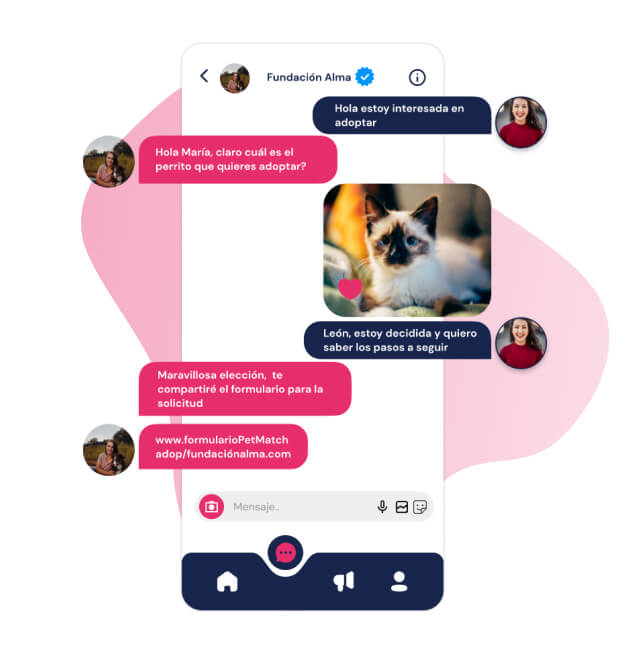 Fundación Alma
Hola estoy interesada en
adoptar
Hola María, claro cuál es el
perrito que quieres adoptar?
León, estoy decidida y quiero
saber los pasos a seguir
Maravillosa elección, te
compartiré el formulario para la
solicitud
www.formularioPetMatch
adop/fundaciónalma.com
Mensaje..